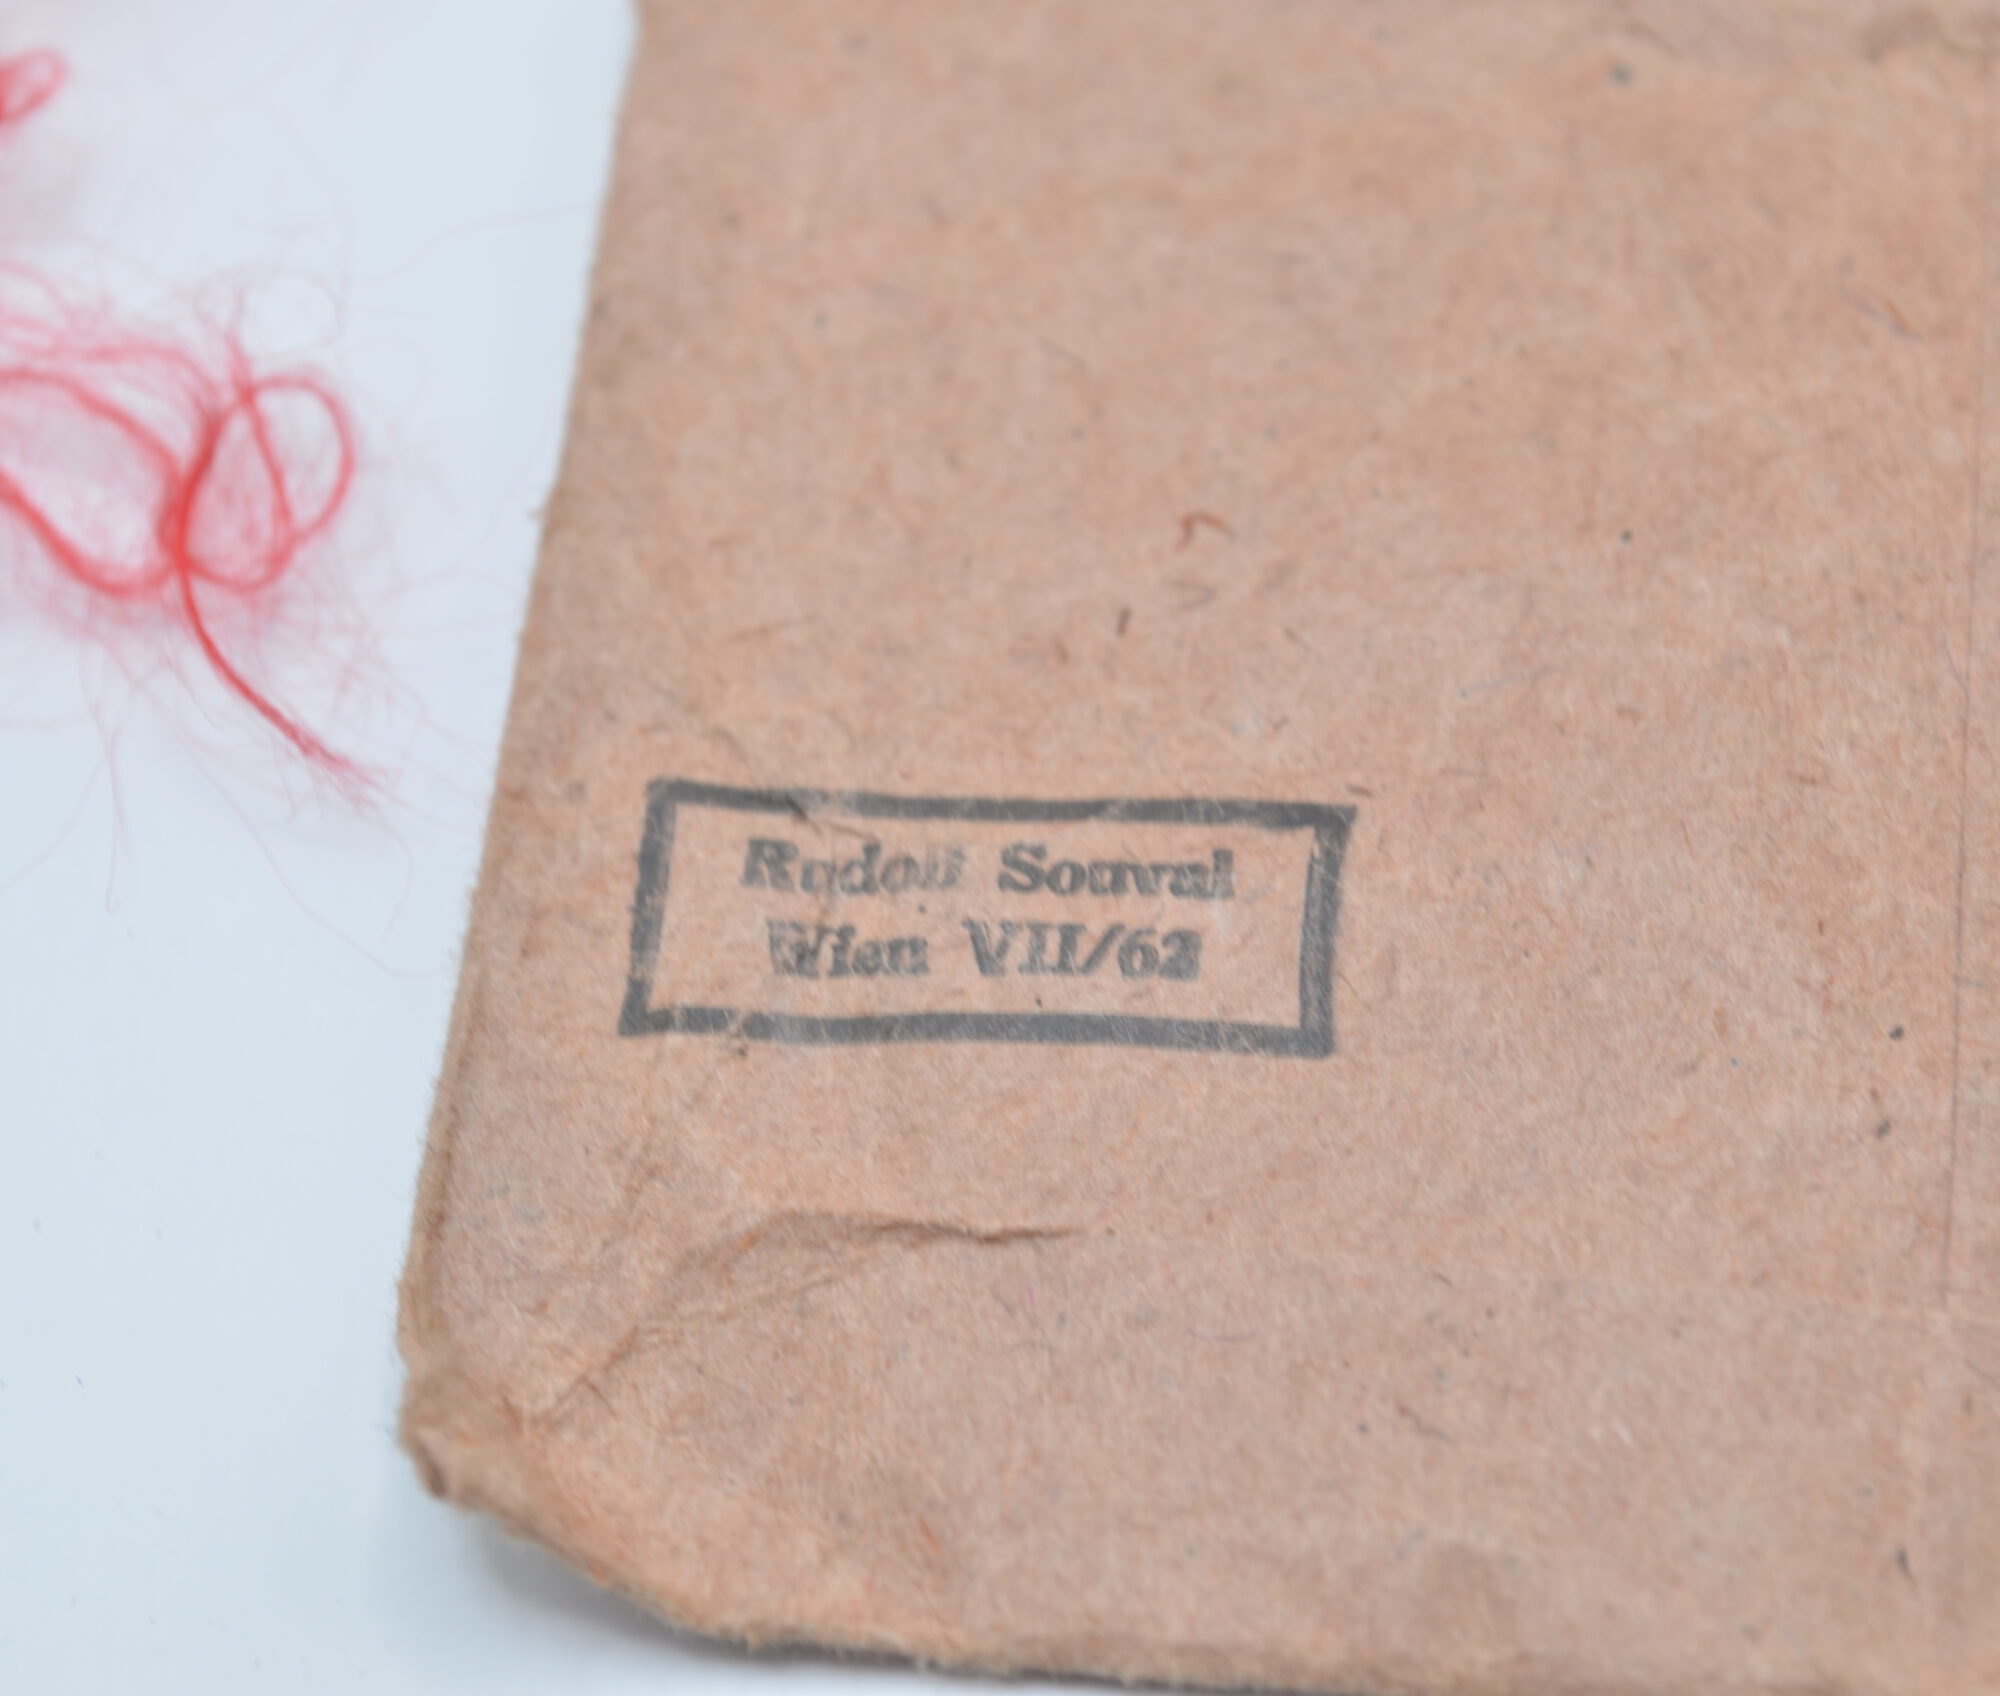 Rudolf Souval
Wien VII/62